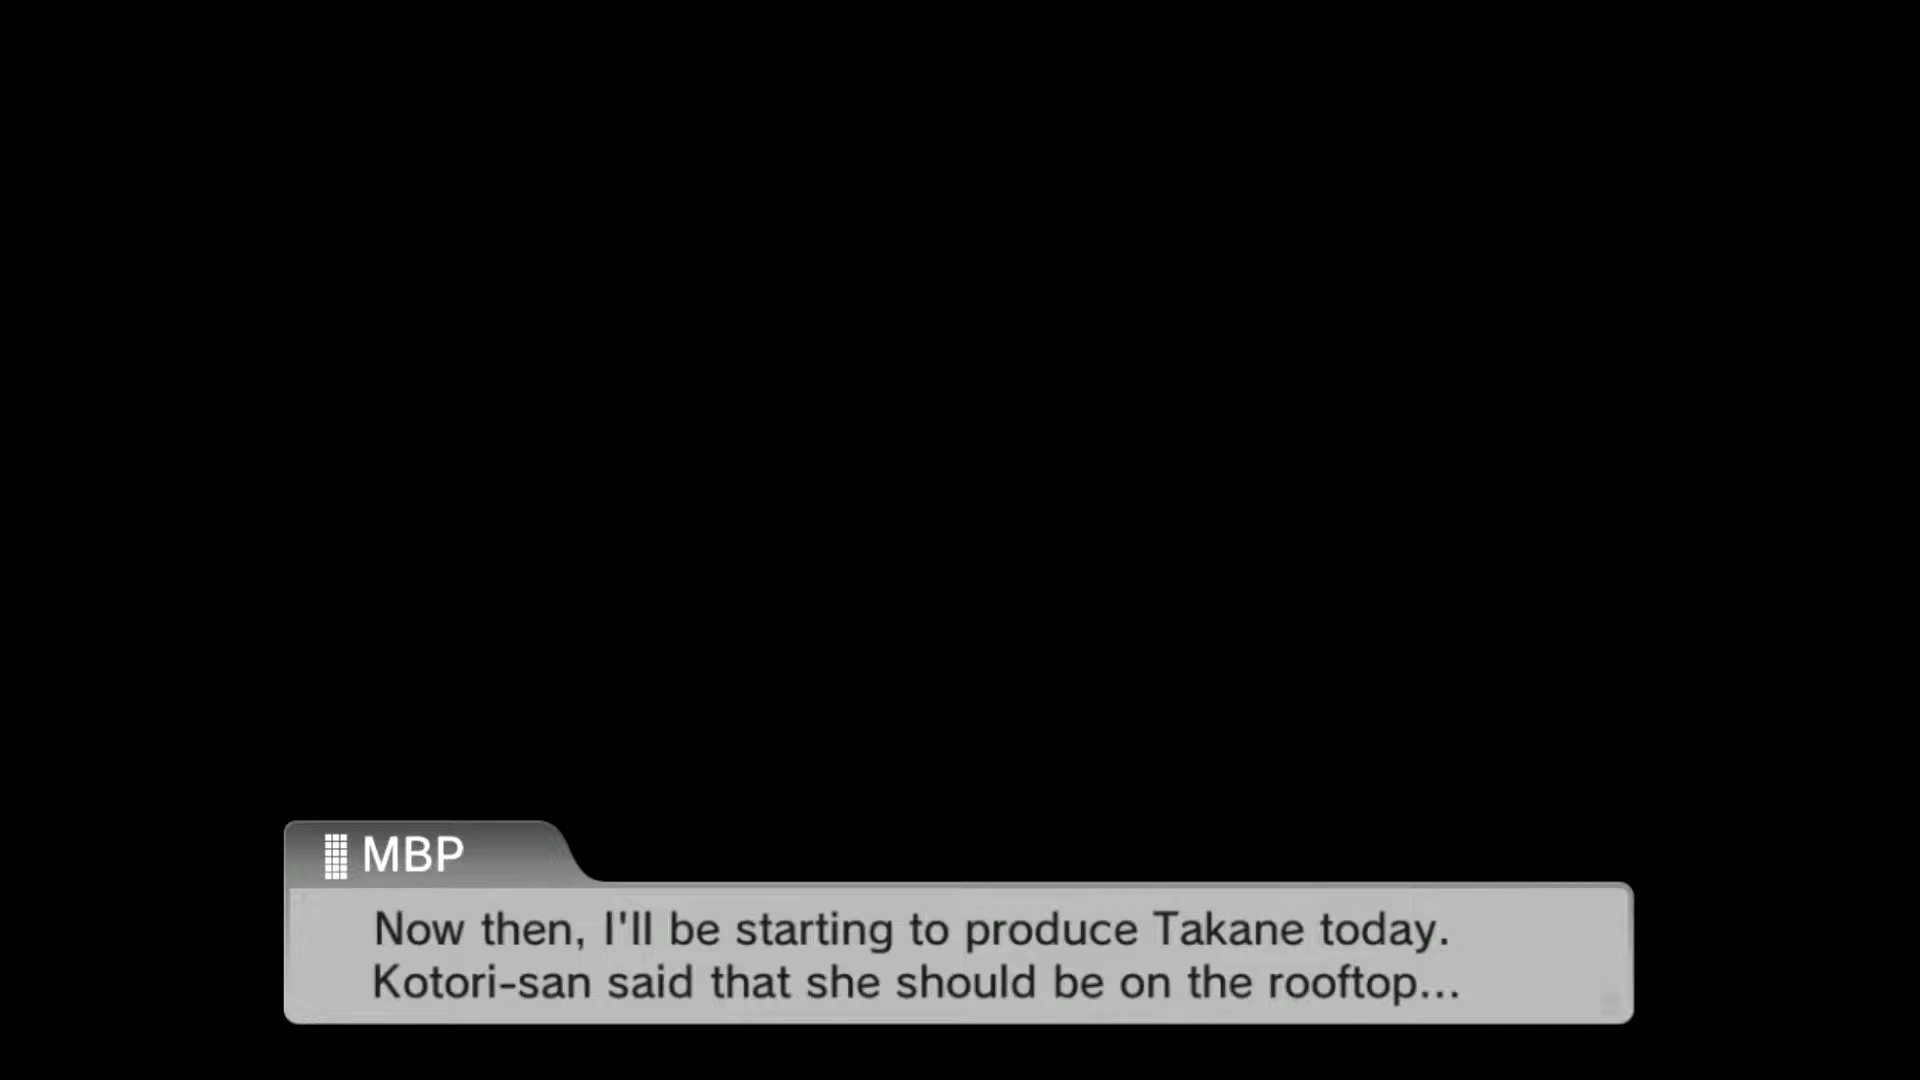 MBP
Now then, I'll be starting to produce Takane today.
Kotori-san said that she should be on the rooftop...